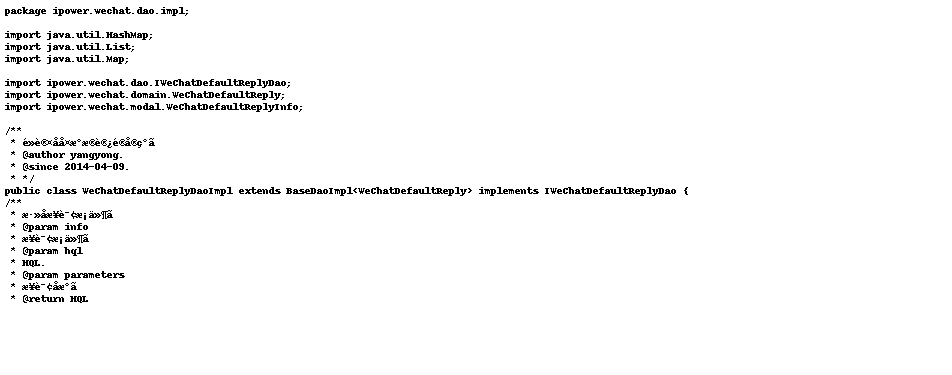 package ipower.wechat.dao.impl;
import java.util.HashMap;
import java.util.List;
import java.util.Map;
import ipower.wechat.dao.IWeChatDefaultReplyDao;
import ipower.wechat.domain.WeChatDefaultReply;
import ipower.wechat.modal.WeChatDefaultReplyInfo;
/**
* é»è®¤åå¤æ°æ®è®¿é®å®ç°ã
* @author yangyong.
* @since 2014-04-09.
* */
public class WeChatDefaultReplyDaoImpl extends BaseDaoImpl<WeChatDefaultReply> implements IWeChatDefaultReplyDao {
/**
* æ·»åæ¥è¯¢æ¡ä»¶ã
* @param info
* æ¥è¯¢æ¡ä»¶ã
* @param hql
* HQL.
* @param parameters
* æ¥è¯¢åæ°ã
* @return HQL